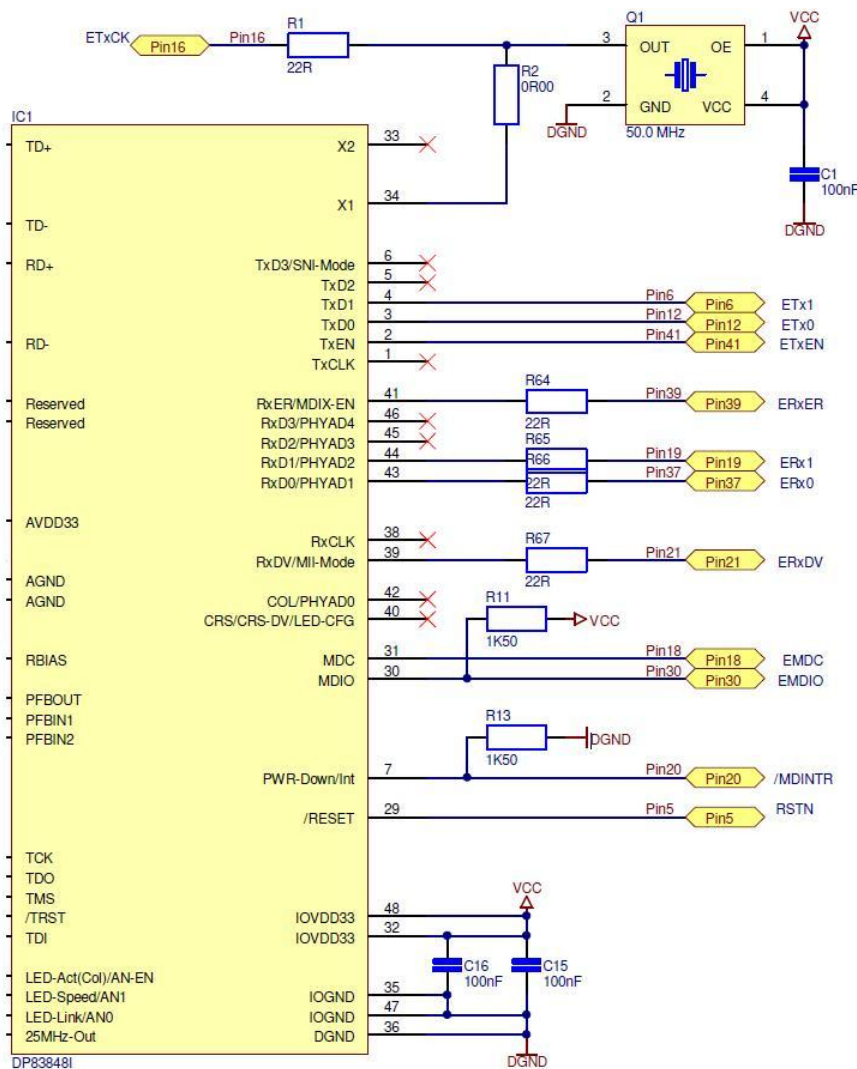 ETxCK Pin16 Pin16 R1 22R
Q1 VCC
3 OUT OE 1
2 GND VCC 4
DGND 50.0 MHz
R2
0R00
C1
100nF
DGND
IC1
TD+ X2 33
X1 34
TD-
RD+ TxD3/SNI-Mode 6
TxD2 5
TxD1 4 Pin6 Pin6 ETx1
TxD0 3 Pin12 Pin12 ETx0
RD- TxEN 2 Pin41 Pin41 ETxEN
TxCLK 1
R64
Reserved RxER/MDIX-EN 41 Pin39 Pin39 ERxER
Reserved RxD3/PHYAD4 46 22R
RxD2/PHYAD3 45 R65
RxD1/PHYAD2 44 R66 Pin19 Pin19 ERx1
RxD0/PHYAD1 43 22R Pin37 Pin37 ERx0
22R
AVDD33
RxCLK 38 R67
RxDV/MII-Mode 39 Pin21 Pin21 ERxDV
22R
AGND
AGND COL/PHYAD0 42 R11
CRS/CRS-DV/LED-CFG 40 VCC
1K50
RBIAS MDC 31 Pin18 Pin18 EMDC
MDIO 30 Pin30 Pin30 EMDIO
PFBOUT
PFBIN1 R13
PFBIN2 DGND
1K50
PWR-Down/Int 7 Pin20 Pin20 /MDINTR
/RESET 29 Pin5 Pin5 RSTN
TCK
TDO
TMS VCC
/TRST IOVDD33 48
TDI IOVDD33 32
C16 C15
100nF 100nF
LED-Act(Col)/AN-EN
LED-Speed/AN1 IOGND 35
LED-Link/AN0 IOGND 47
25MHz-Out DGND 36
DP83848I DGND